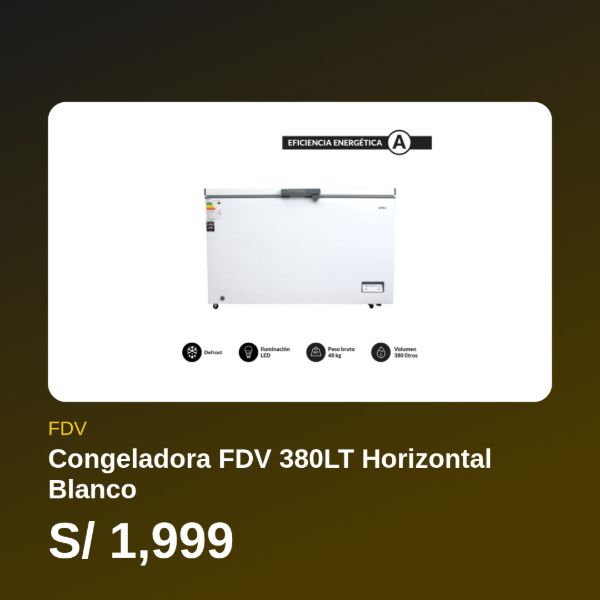 EFICIENCIA ENERGÉTICA A
Defrost
Iluminación
LED
Peso bruto
48 kg
Volumen
380 litros
FDV
Congeladora FDV 380LT Horizontal
Blanco
S/ 1,999